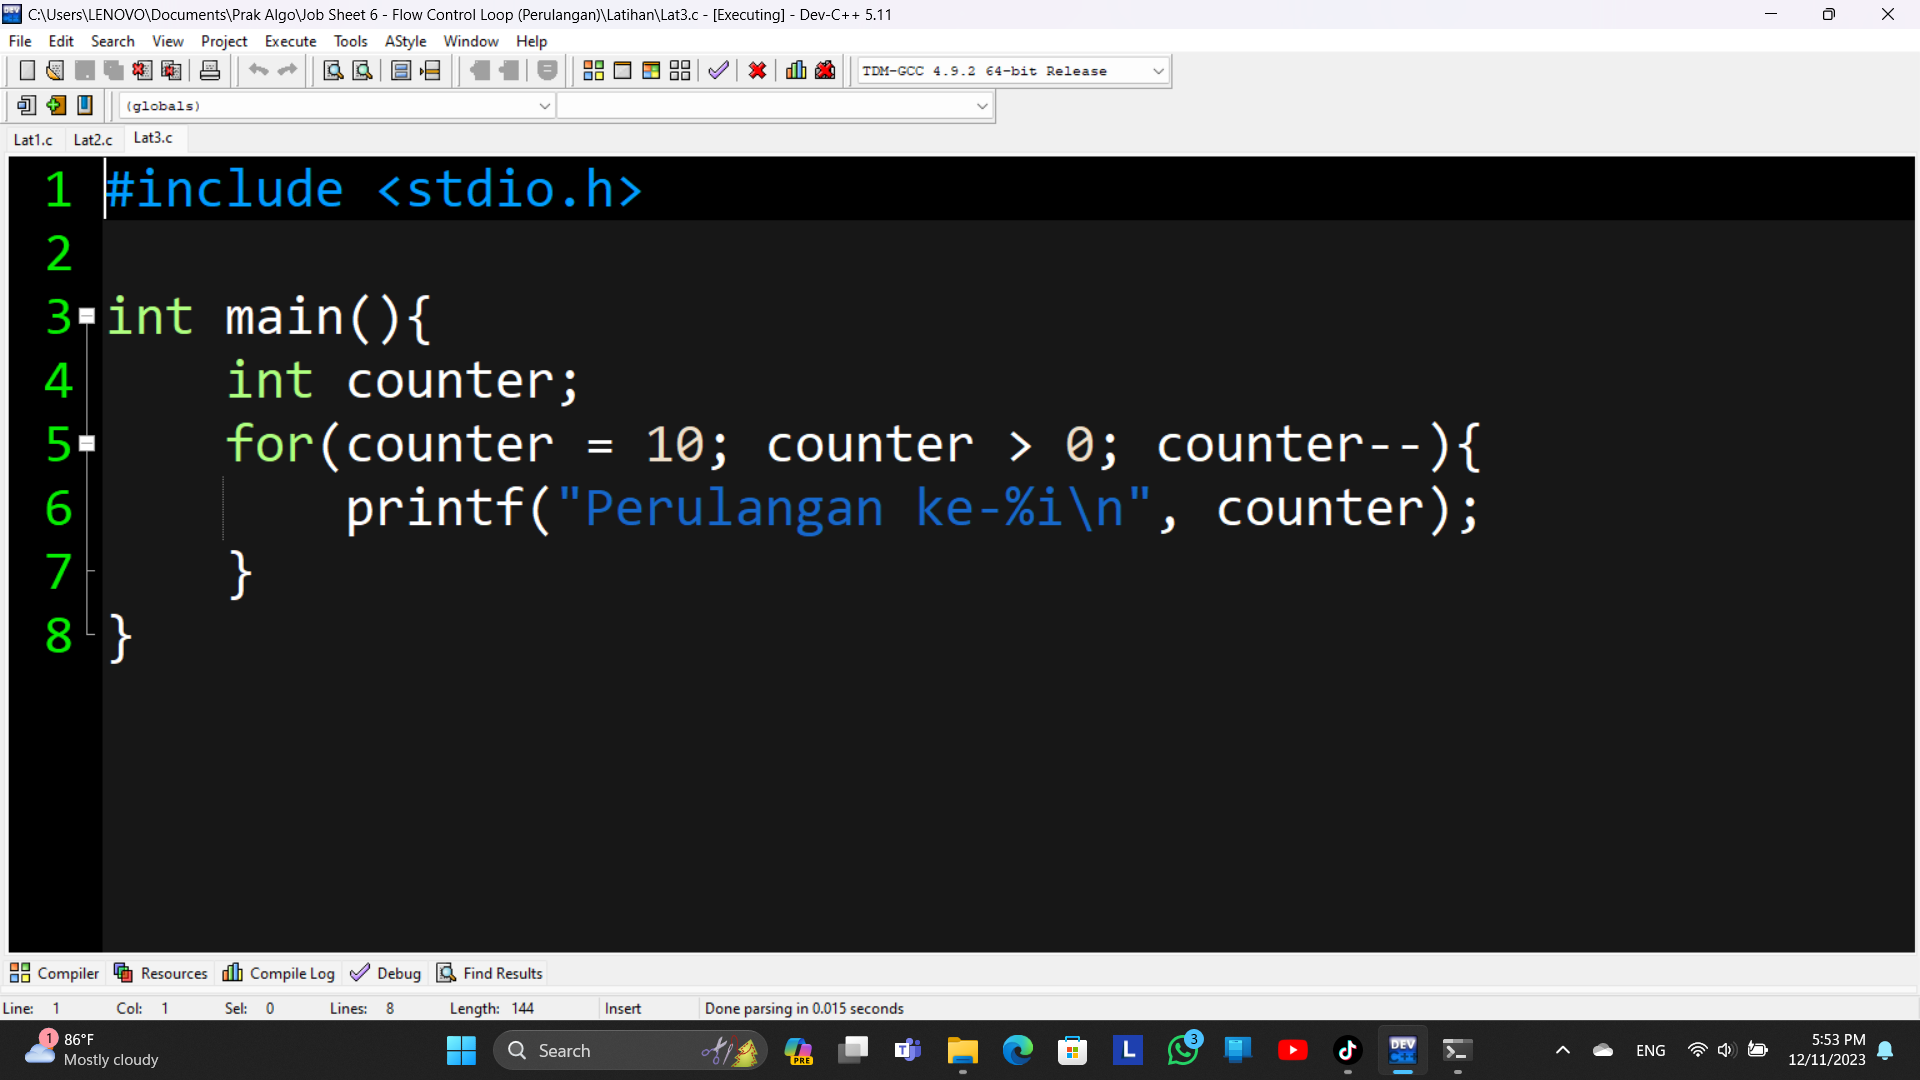 C:\Users\LENOVO\Documents\Prak Algo\Job Sheet 6 - Flow Control Loop (Perulangan)\Latihan\Lat3.c - [Executing] - Dev-C++ 5.11
File Edit Search View Project Execute Tools AStyle Window Help
TDM-GCC 4.9.2 64-bit Release
(globals)
Lat1.c Lat2.c Lat3.c
1 #include <stdio.h>
2
3 int main(){
4 int counter;
5 for(counter = 10; counter > 0; counter--){
6 printf("Perulangan ke-%i\n", counter);
7 }
8 }
Compiler Resources Compile Log Debug Find Results
Line: 1 Col: 1 Sel: 0 Lines: 8 Length: 144 Insert Done parsing in 0.015 seconds
1 86°F
Mostly cloudy
Search
PRE
L
3
DEV
C++
ENG
5:53 PM
12/11/2023